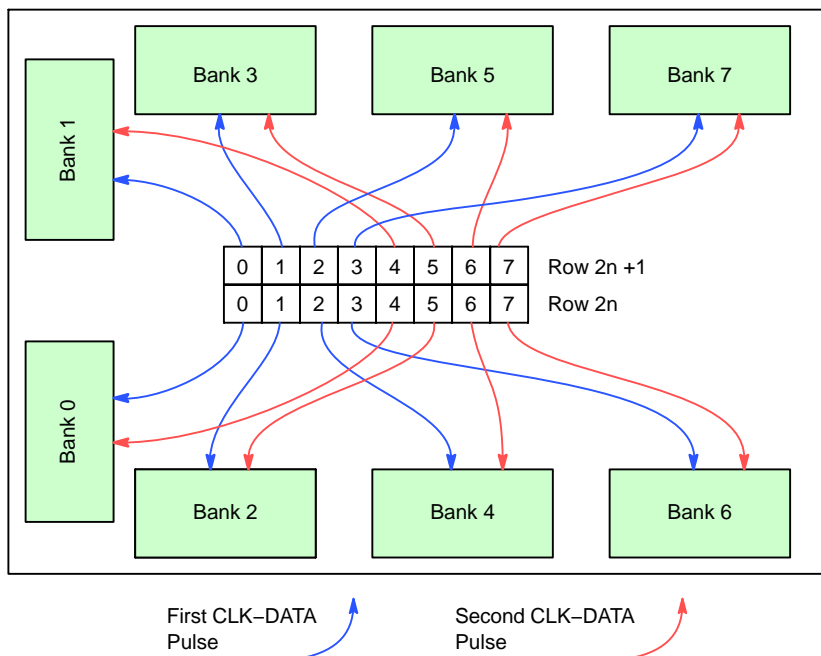 Bank 3
Bank 5
Bank 7
Bank 1
0 1 2 3 4 5 6 7 Row 2n +1
0 1 2 3 4 5 6 7 Row 2n
Bank 0
Bank 2
Bank 4
Bank 6
First CLK−DATA
Pulse
Second CLK−DATA
Pulse